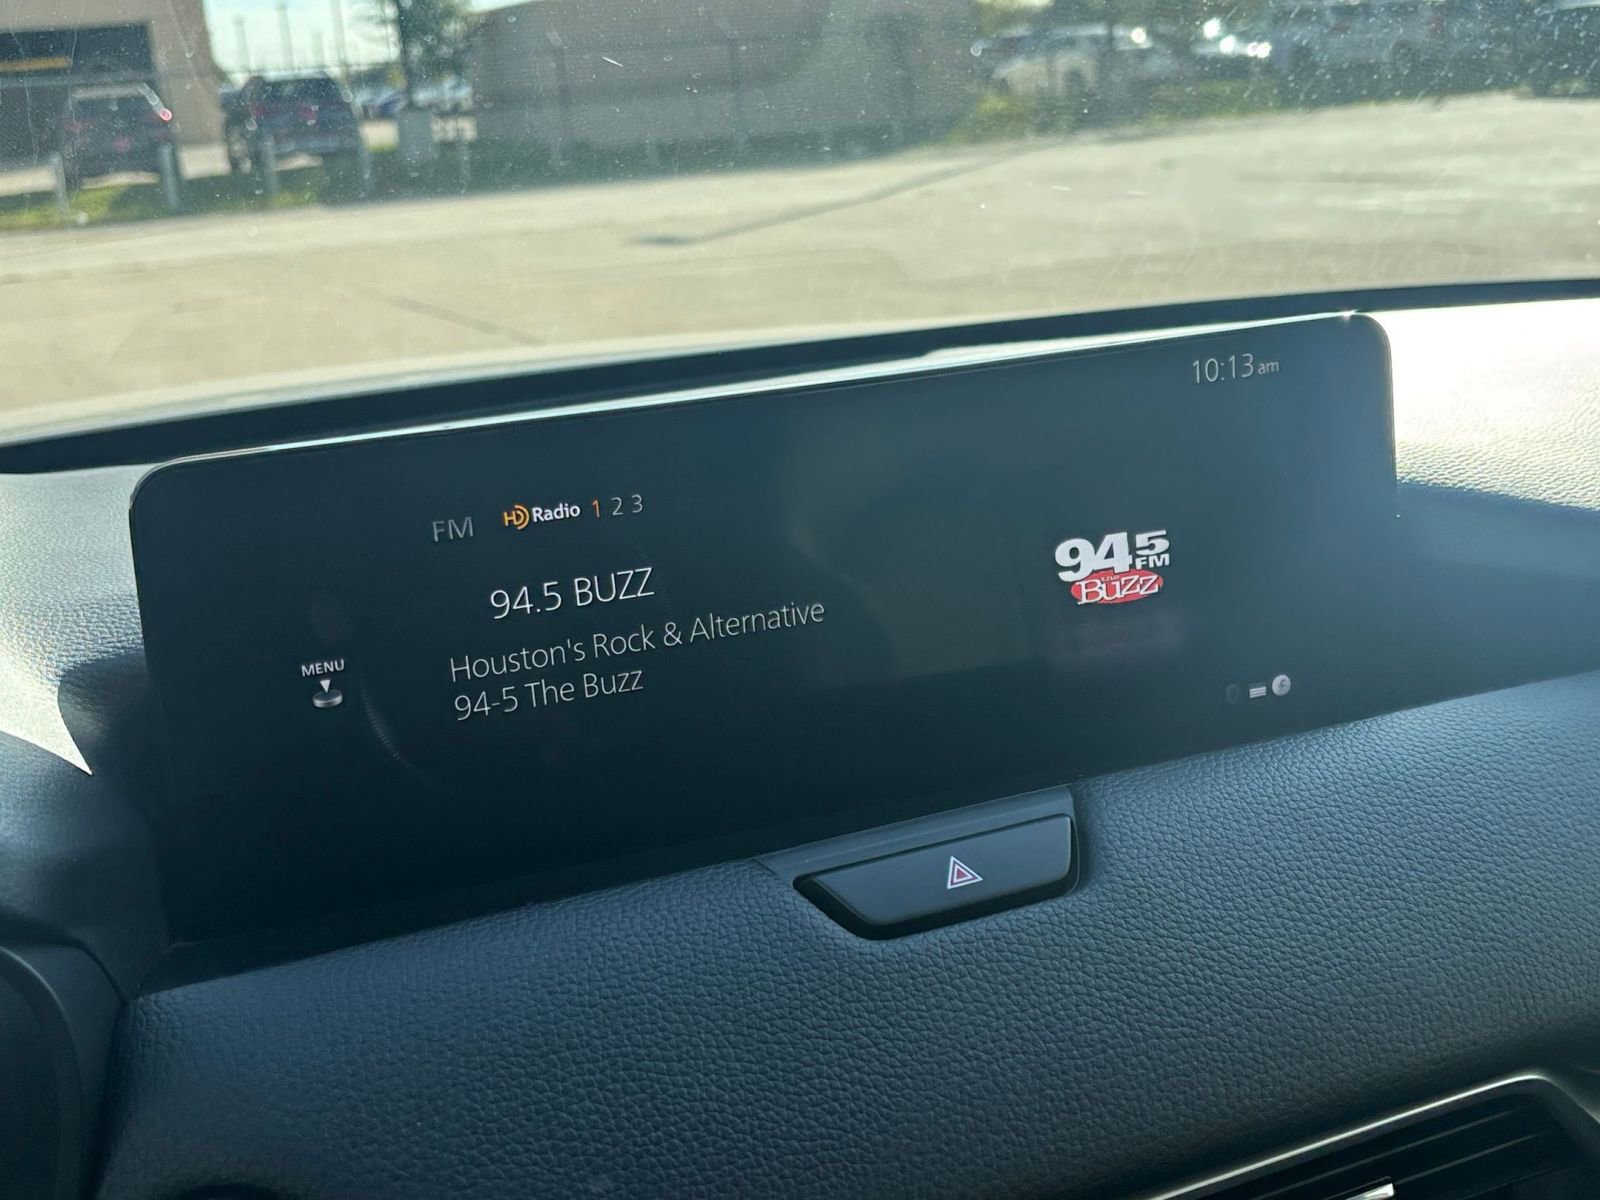 10:13 am
FM HD Radio 1 2 3
94.5 BUZZ
Houston's Rock & Alternative
94-5 The Buzz
MENU
94.5
FM
the
Buzz